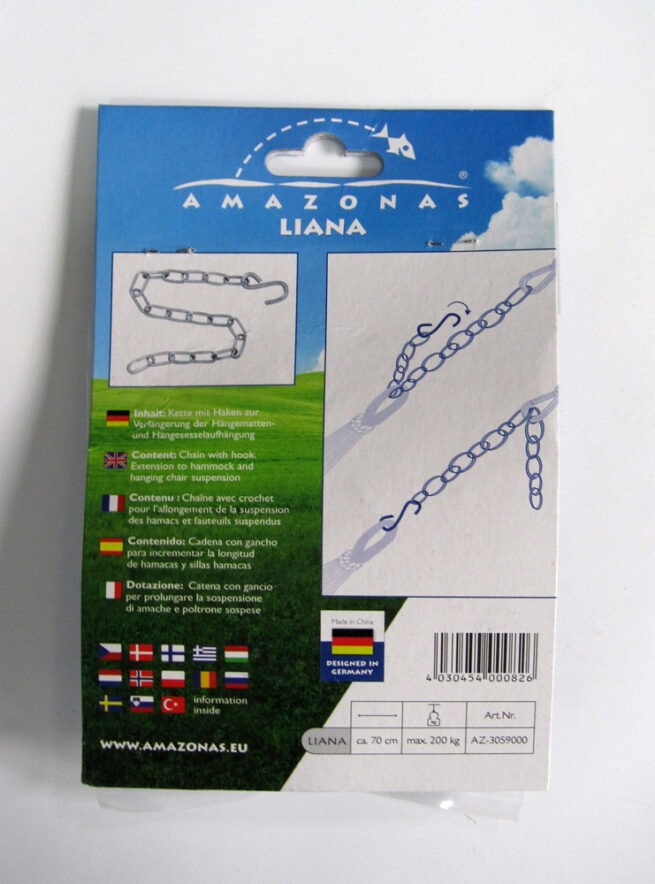 AMAZONAS®
LIANA
Inhalt: Kette mit Haken zur
Verlängerung der Hängematten-
und Hängesesselaufhängung
Content: Chain with hook.
Extension to hammock and
hanging chair suspension
Contenu : Chaîne avec crochet
pour l'allongement de la suspension
des hamacs et fauteuils suspendus
Contenido: Cadena con gancho
para incrementar la longitud
de hamacas y sillas hamacas
Dotazione: Catena con gancio
per prolungare la sospensione
di amache e poltrone sospese
information
inside
WWW.AMAZONAS.EU
Made in China
DESIGNED IN
GERMANY
4 030454 000826
kg
Art.Nr.
LIANA ca. 70 cm max. 200 kg AZ-3059000